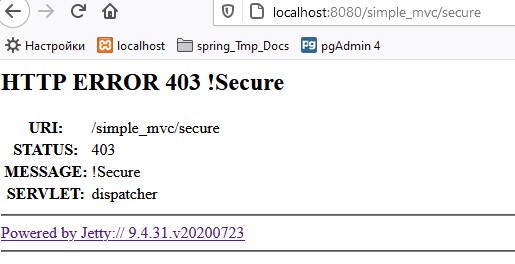 localhost:8080/simple_mvc/secure
Настройки localhost spring_Tmp_Docs pgAdmin 4
HTTP ERROR 403 !Secure
URI: /simple_mvc/secure
STATUS: 403
MESSAGE: !Secure
SERVLET: dispatcher
Powered by Jetty:// 9.4.31.v20200723